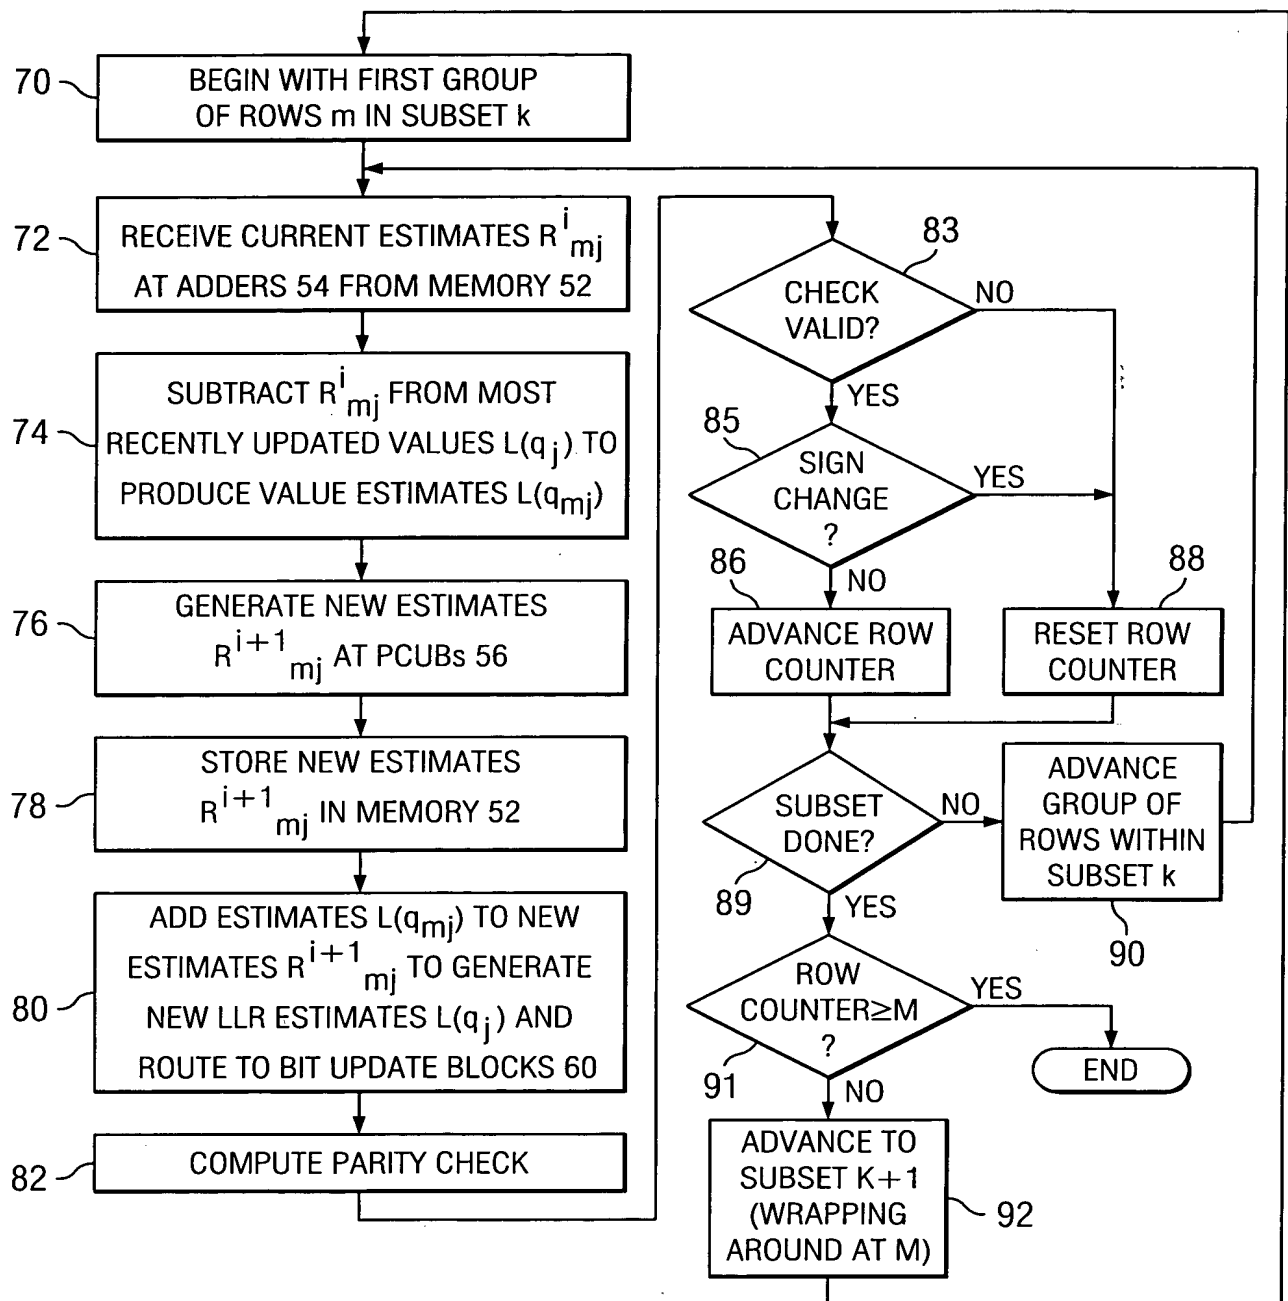 70
BEGIN WITH FIRST GROUP
OF ROWS m IN SUBSET k
72
RECEIVE CURRENT ESTIMATES R^i_mj
AT ADDERS 54 FROM MEMORY 52
74
SUBTRACT R^i_mj FROM MOST
RECENTLY UPDATED VALUES L(q_j) TO
PRODUCE VALUE ESTIMATES L(q_mj)
76
GENERATE NEW ESTIMATES
R^i+1_mj AT PCUBs 56
78
STORE NEW ESTIMATES
R^i+1_mj IN MEMORY 52
80
ADD ESTIMATES L(q_mj) TO NEW
ESTIMATES R^i+1_mj TO GENERATE
NEW LLR ESTIMATES L(q_j) AND
ROUTE TO BIT UPDATE BLOCKS 60
82
COMPUTE PARITY CHECK
83
CHECK
VALID?
NO
YES
85
SIGN
CHANGE
?
YES
NO
86
ADVANCE ROW
COUNTER
88
RESET ROW
COUNTER
SUBSET
DONE?
89
NO
YES
ADVANCE
GROUP OF
ROWS WITHIN
SUBSET k
90
ROW
COUNTER≥M
?
91
YES
NO
END
ADVANCE TO
SUBSET K+1
(WRAPPING
AROUND AT M)
92